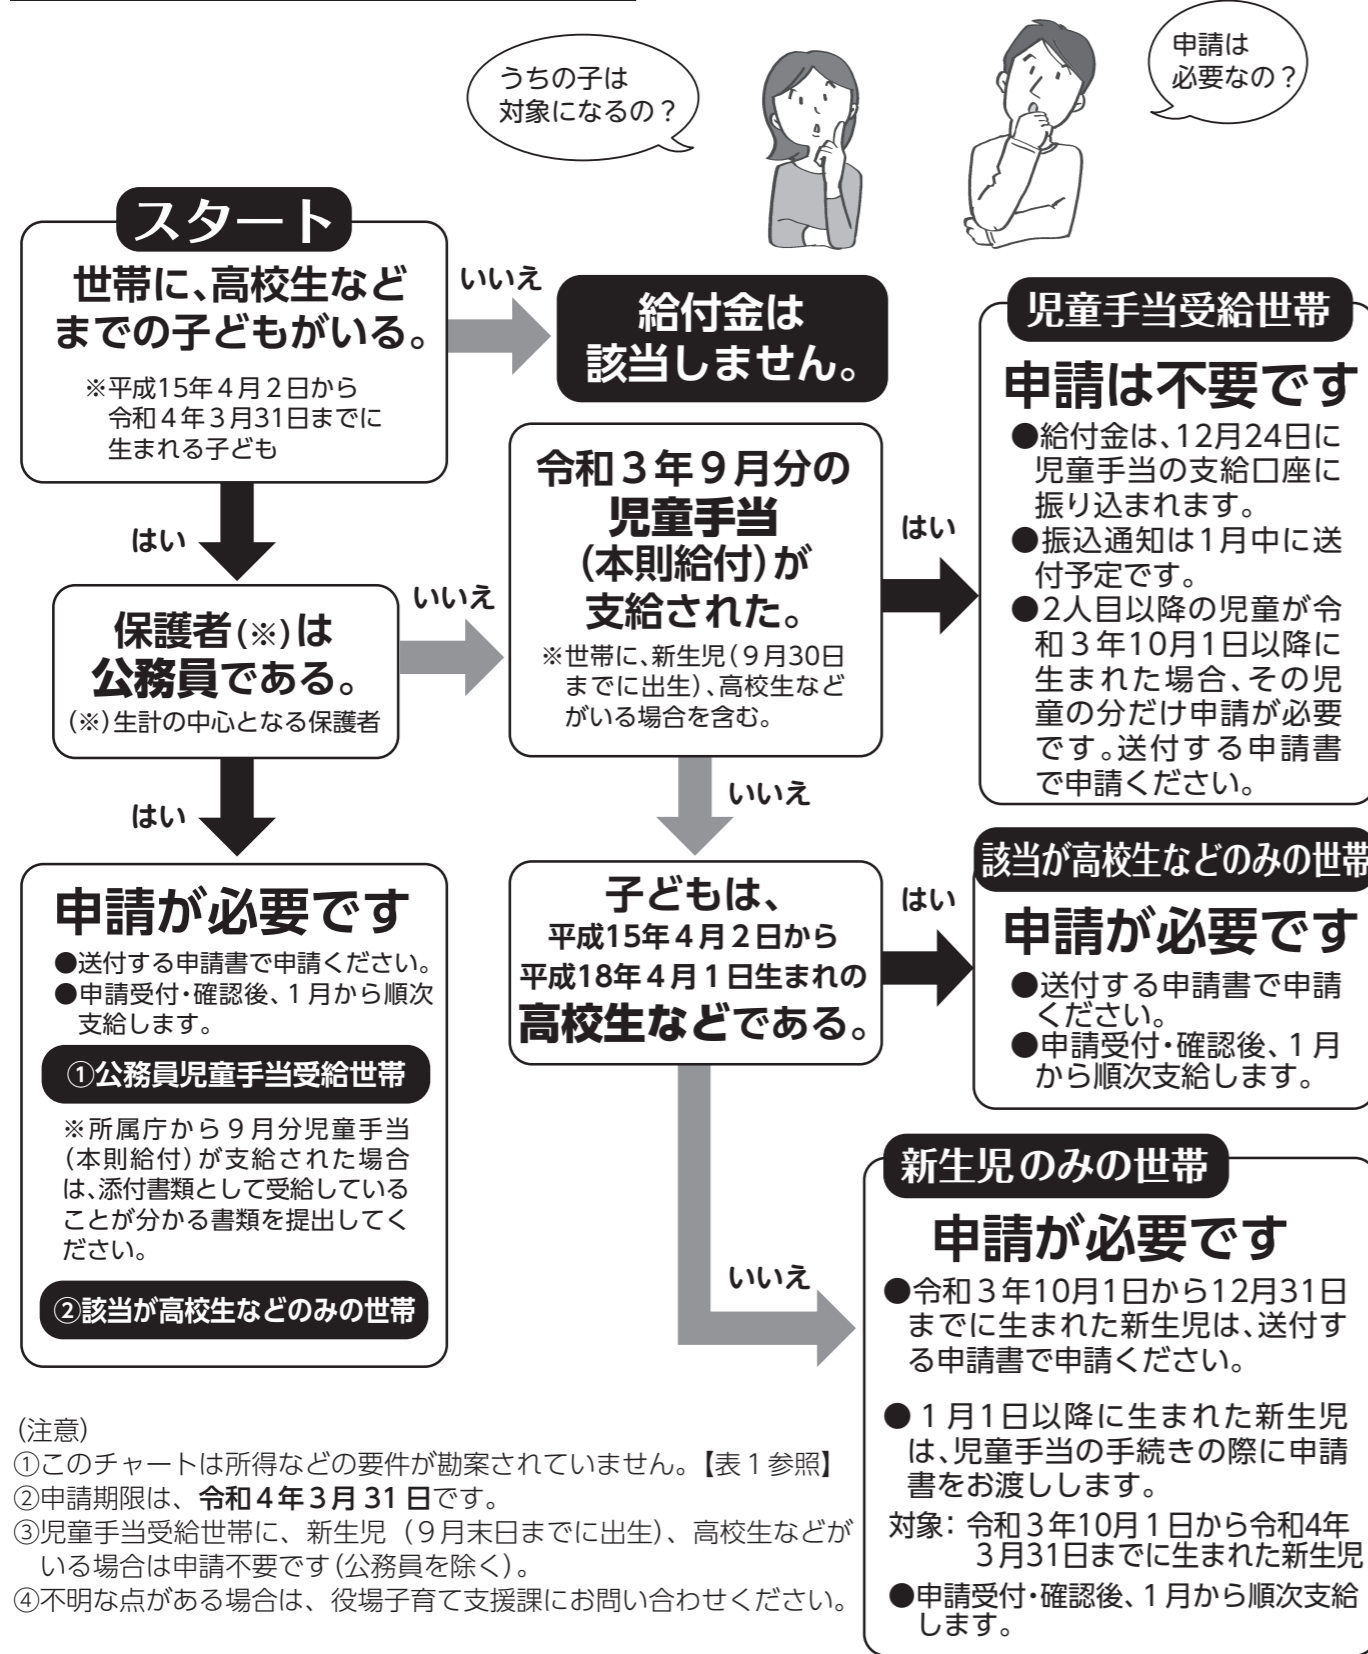 うちの子は
対象になるの？
申請は
必要なの？
スタート
世帯に、高校生など
までの子どもがいる。
※平成15年４月２日から
令和４年３月31日までに
生まれる子ども
いいえ
給付金は
該当しません。
はい
保護者(※)は
公務員である。
(※)生計の中心となる保護者
いいえ
令和３年９月分の
児童手当
(本則給付)が
支給された。
※世帯に、新生児(９月30日
までに出生)、高校生など
がいる場合を含む。
はい
児童手当受給世帯
申請は不要です
●給付金は、12月24日に
児童手当の支給口座に
振り込まれます。
●振込通知は1月中に送
付予定です。
●2人目以降の児童が令
和３年10月1日以降に
生まれた場合、その児
童の分だけ申請が必要
です。送付する申請書
で申請ください。
はい
申請が必要です
●送付する申請書で申請ください。
●申請受付・確認後、１月から順次
支給します。
①公務員児童手当受給世帯
※所属庁から９月分児童手当
(本則給付)が支給された場合
は、添付書類として受給している
ことが分かる書類を提出してく
ださい。
②該当が高校生などのみの世帯
いいえ
子どもは、
平成15年４月２日から
平成18年４月１日生まれの
高校生などである。
はい
該当が高校生などのみの世帯
申請が必要です
●送付する申請書で申請
ください。
●申請受付・確認後、１月
から順次支給します。
いいえ
新生児のみの世帯
申請が必要です
●令和３年10月1日から12月31日
までに生まれた新生児は、送付す
る申請書で申請ください。
●１月1日以降に生まれた新生児
は、児童手当の手続きの際に申請
書をお渡しします。
対象：令和３年10月１日から令和4年
３月31日までに生まれた新生児
●申請受付・確認後、１月から順次支給
します。
(注意)
①このチャートは所得などの要件が勘案されていません。【表１参照】
②申請期限は、令和４年３月31日です。
③児童手当受給世帯に、新生児（９月末日までに出生）、高校生などが
いる場合は申請不要です(公務員を除く)。
④不明な点がある場合は、役場子育て支援課にお問い合わせください。